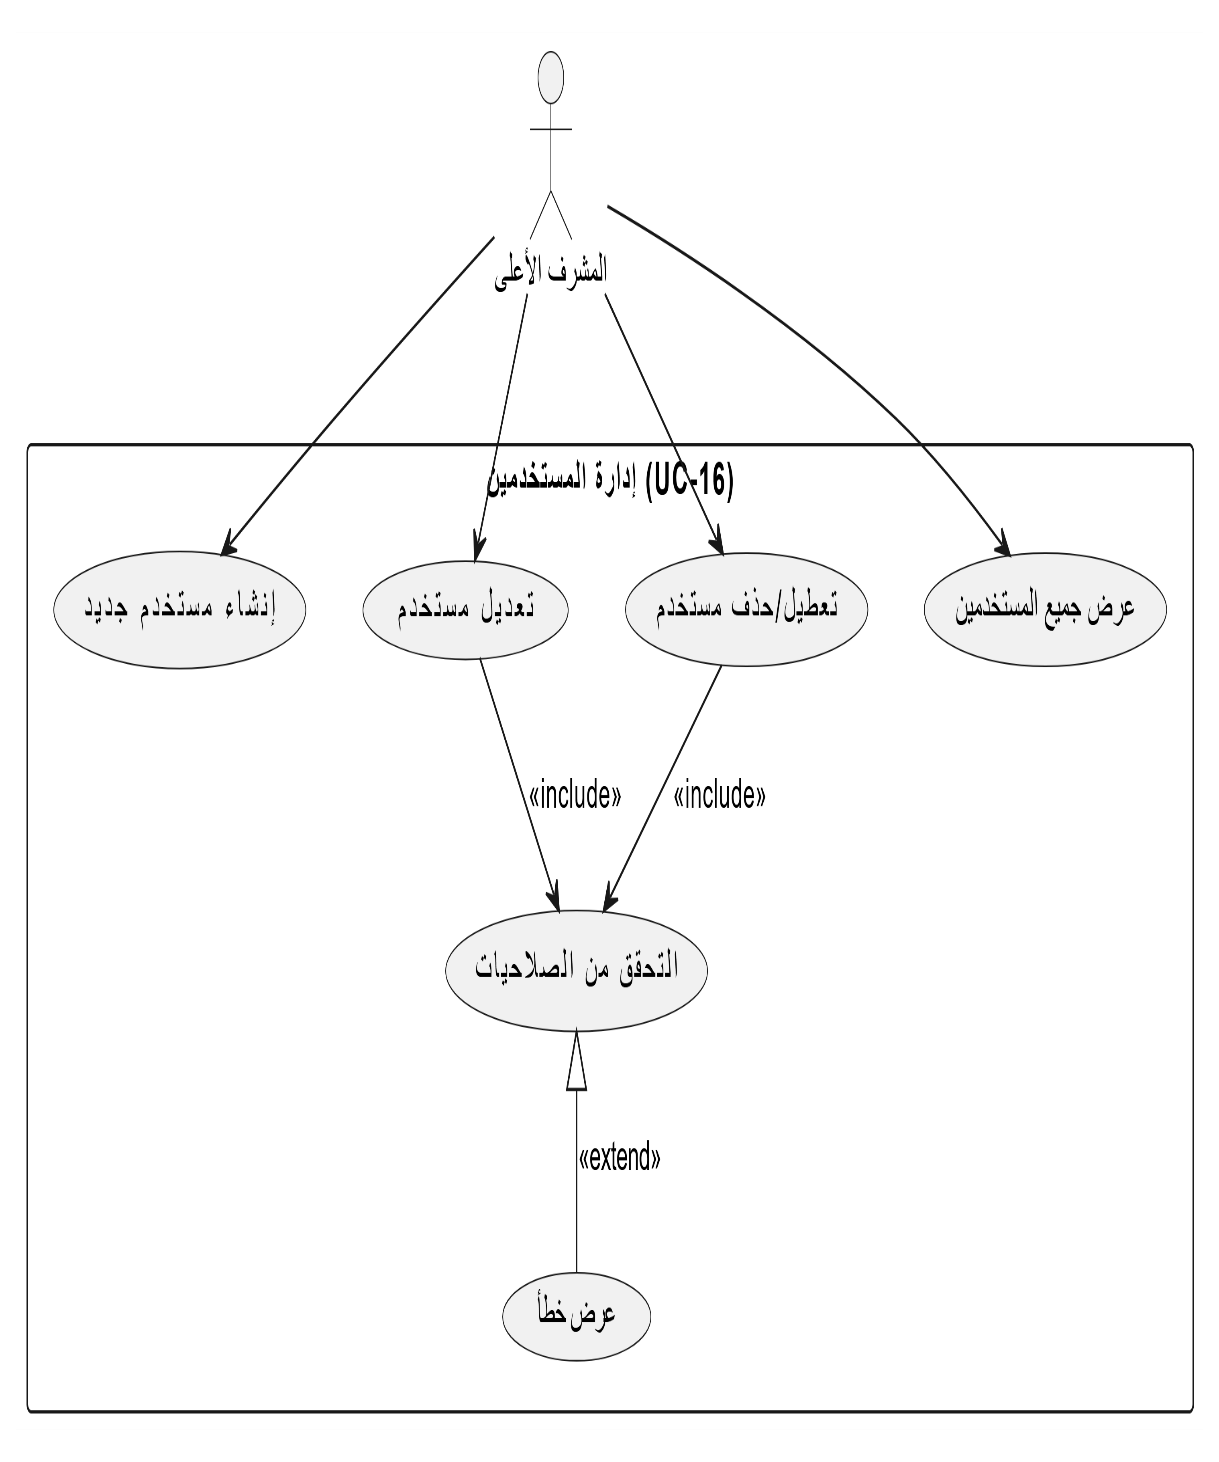 المشرف الأعلى
إدارة المستخدمين (UC-16)
إنشاء مستخدم جديد
تعديل مستخدم
تعطيل/حذف مستخدم
عرض جميع المستخدمين
«include»
«include»
التحقق من الصلاحيات
«extend»
عرض خطأ